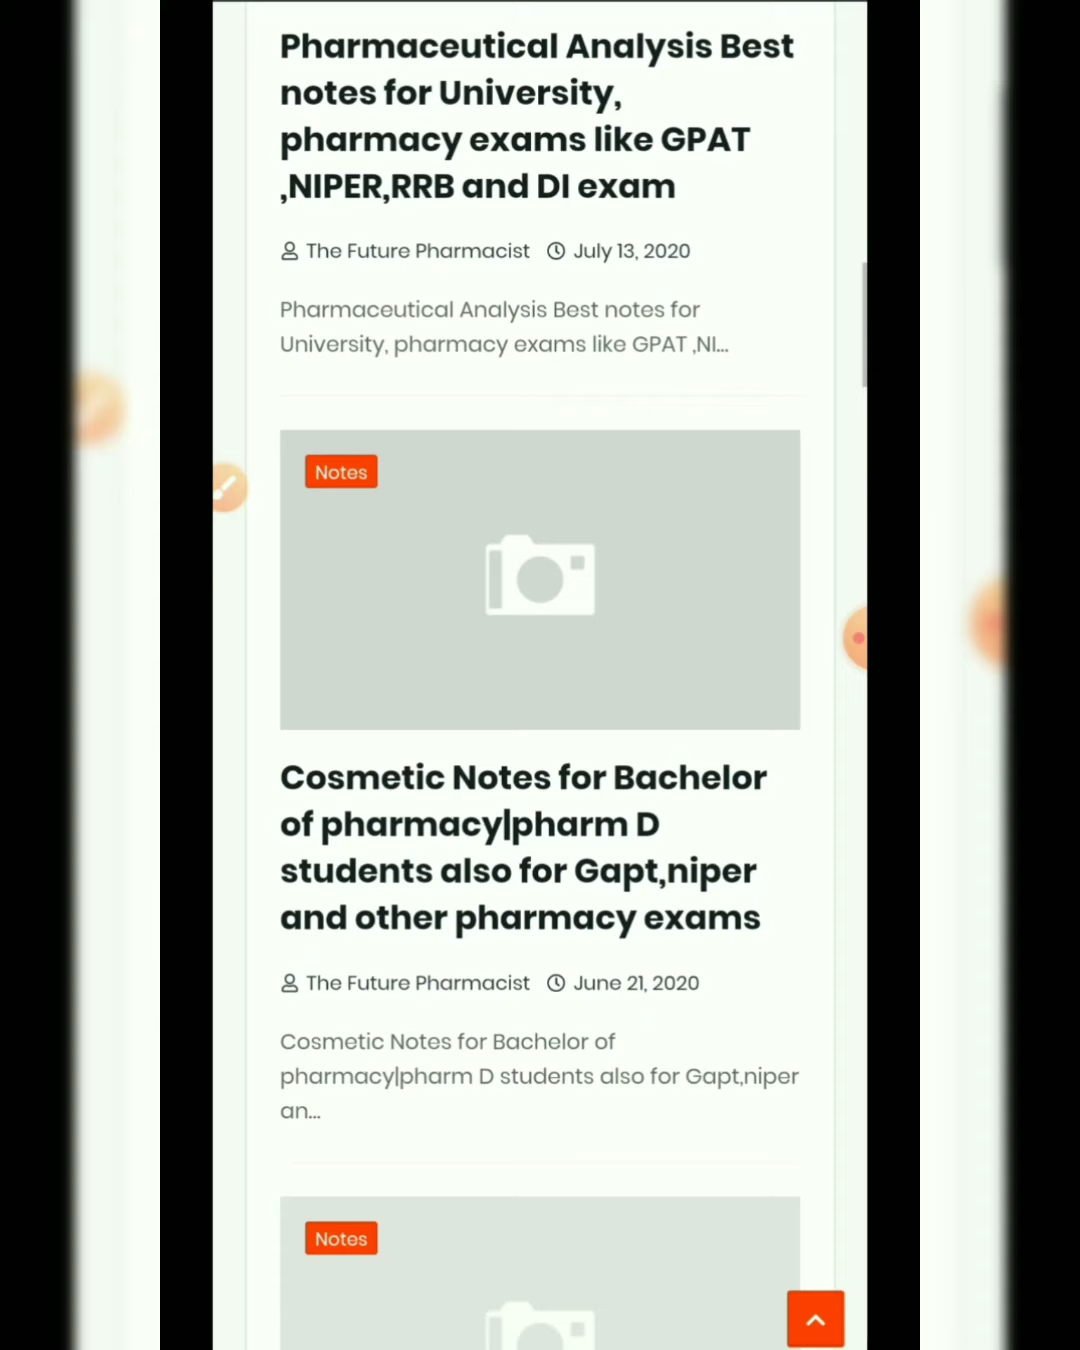 Pharmaceutical Analysis Best
notes for University,
pharmacy exams like GPAT
,NIPER,RRB and DI exam
The Future Pharmacist July 13, 2020
Pharmaceutical Analysis Best notes for
University, pharmacy exams like GPAT ,NI...
Notes
Cosmetic Notes for Bachelor
of pharmacy|pharm D
students also for Gapt,niper
and other pharmacy exams
The Future Pharmacist June 21, 2020
Cosmetic Notes for Bachelor of
pharmacy|pharm D students also for Gapt,niper
an...
Notes